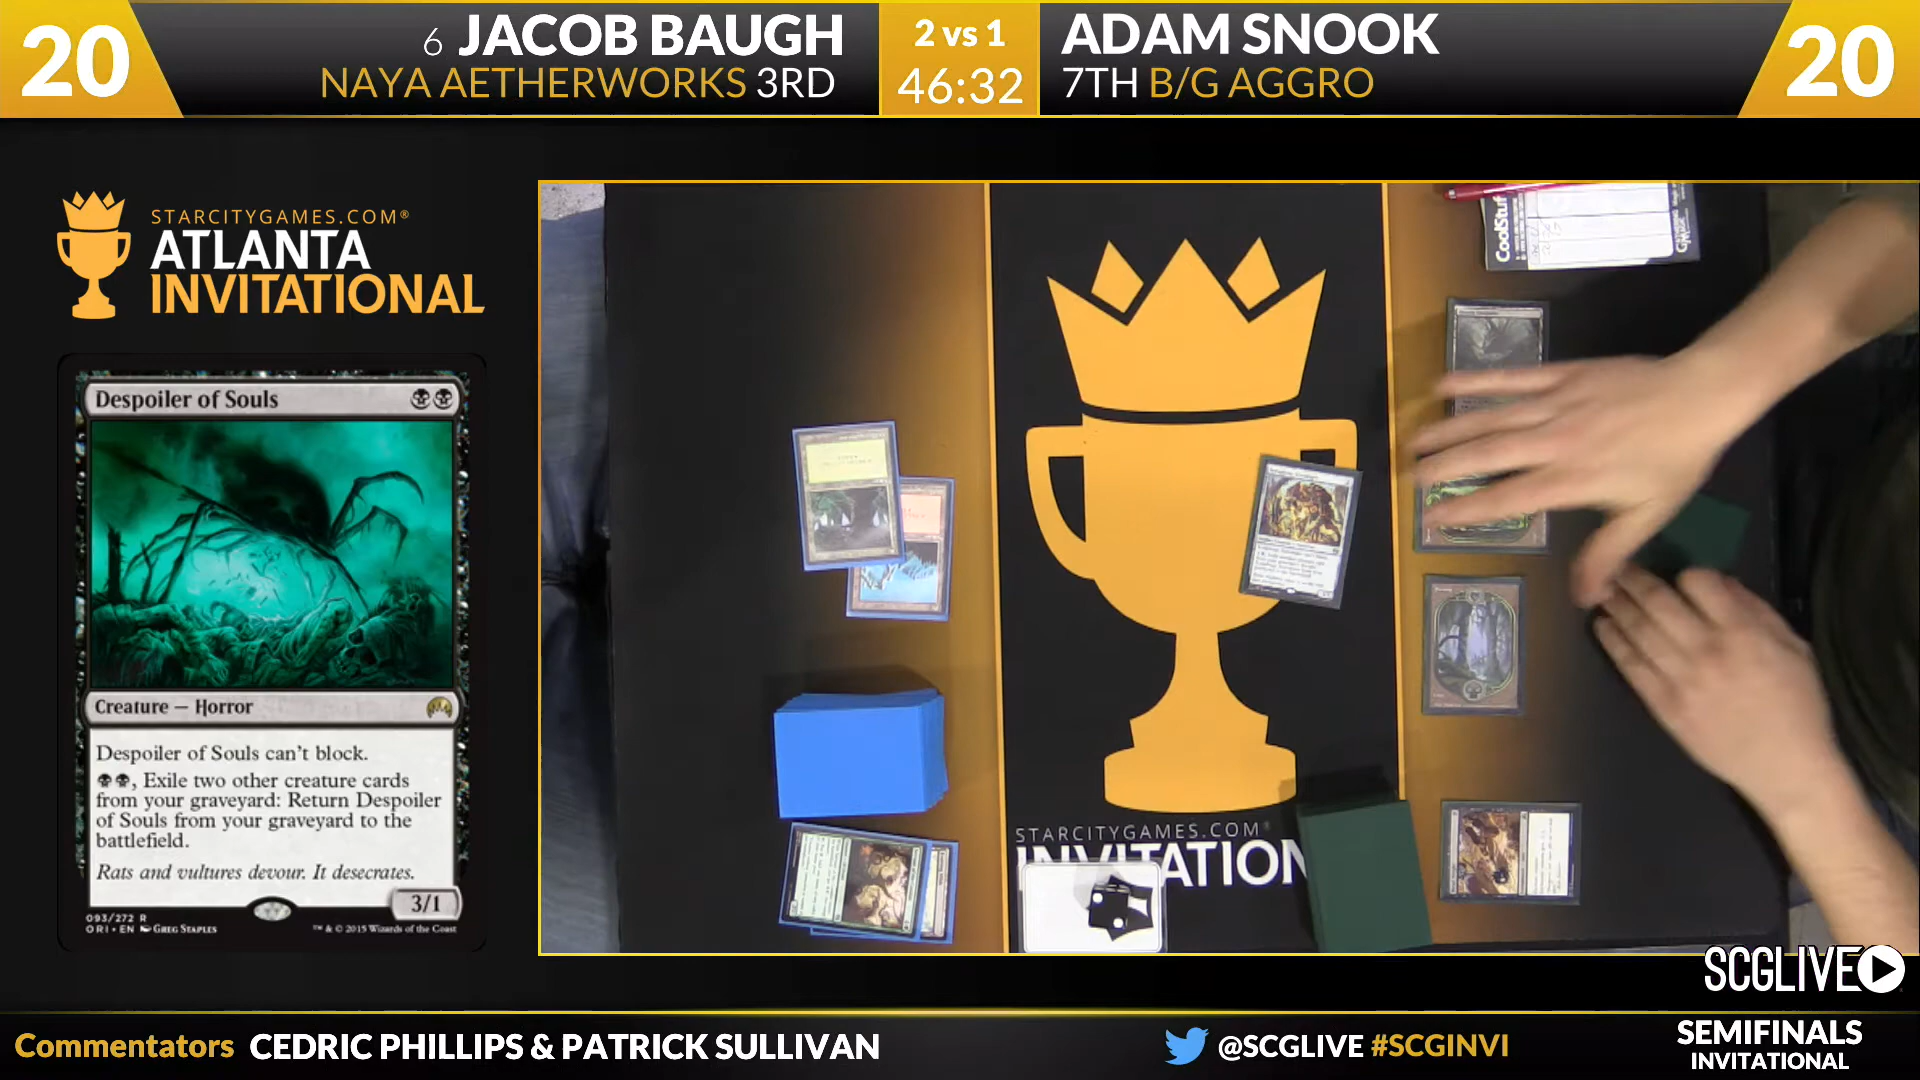 20
6 JACOB BAUGH
NAYA AETHERWORKS 3RD
2 vs 1
46:32
ADAM SNOOK
7TH B/G AGGRO
20
STARCITYGAMES.COM®
ATLANTA
INVITATIONAL
Despoiler of Souls
Creature — Horror
Despoiler of Souls can't block.
, Exile two other creature cards
from your graveyard: Return Despoiler
of Souls from your graveyard to the
battlefield.
Rats and vultures devour. It desecrates.
3/1
093/272 R
ORI • EN GREG STAPLES
™ & © 2015 Wizards of the Coast
CoolStuf
STARCITYGAMES.COM®
INVITATION
SCGLIVE
Commentators CEDRIC PHILLIPS & PATRICK SULLIVAN
@SCGLIVE #SCGINVI
SEMIFINALS
INVITATIONAL